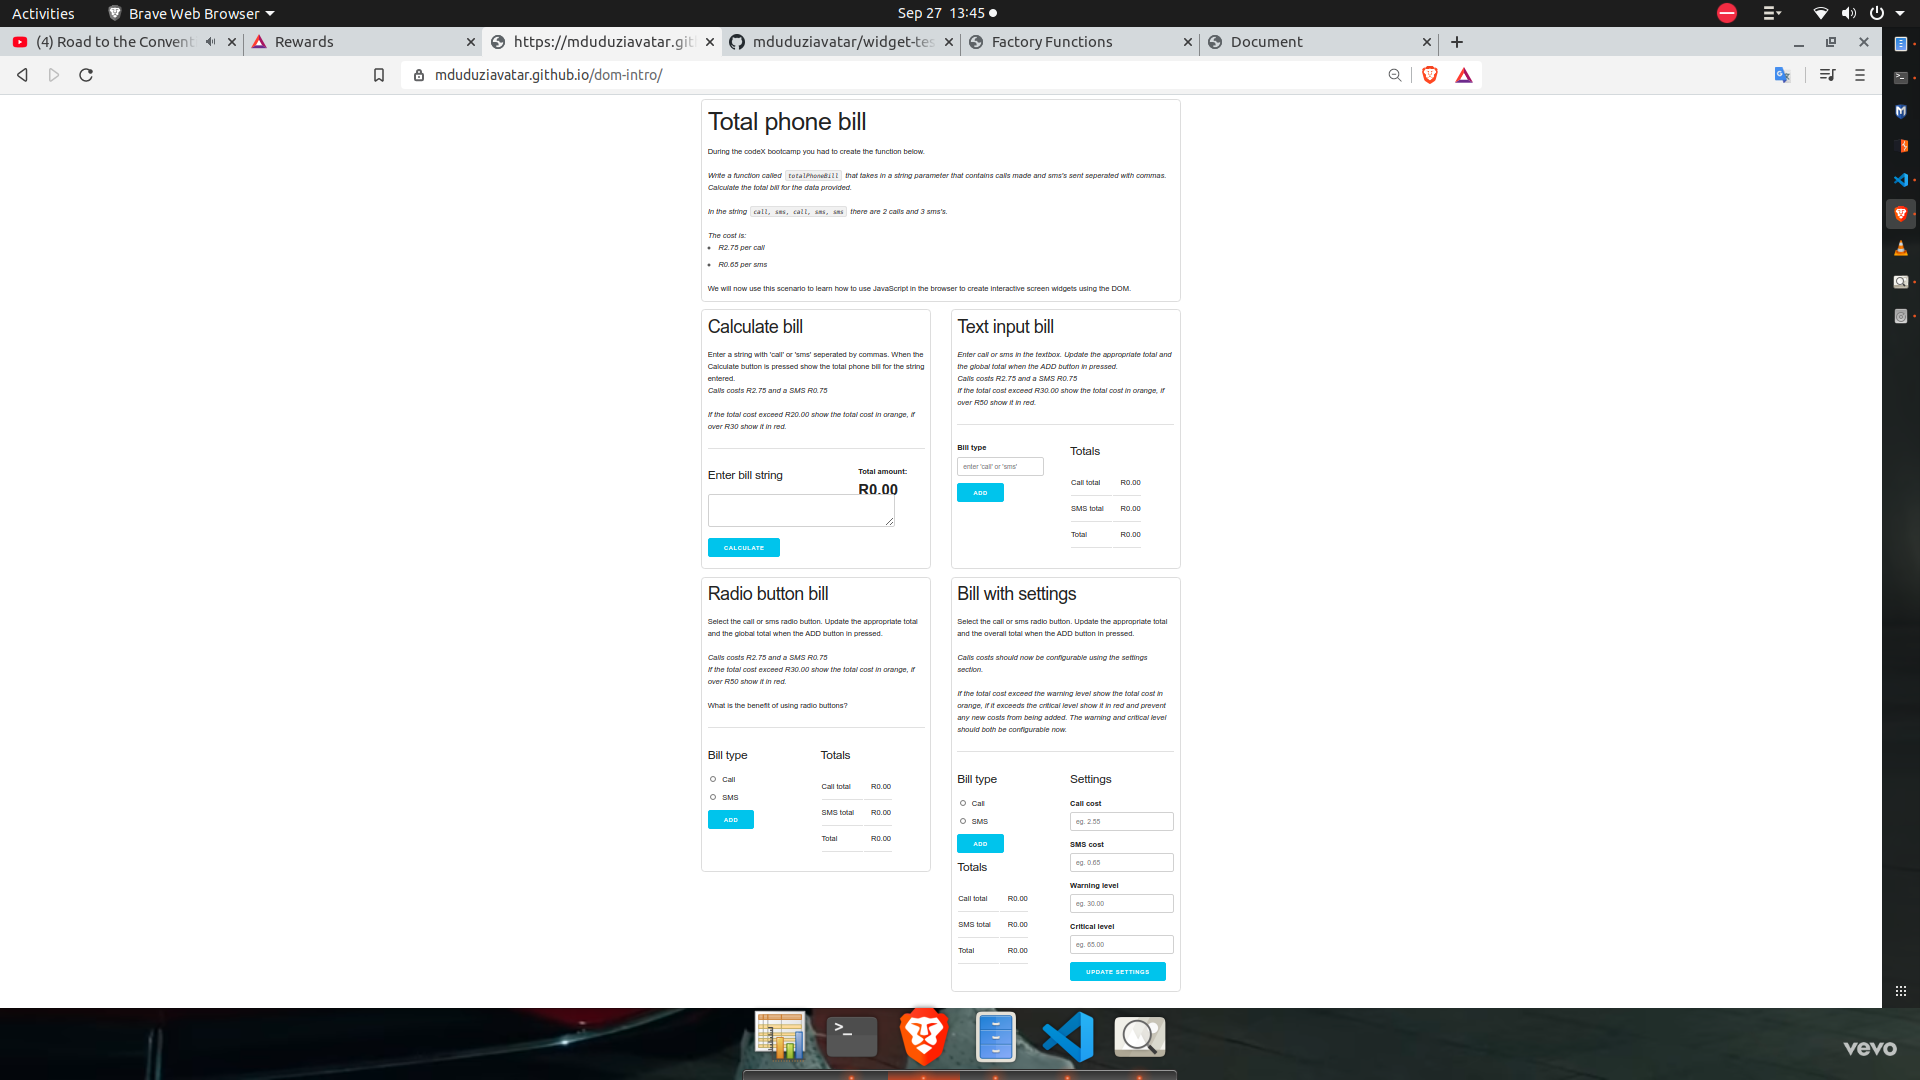 Activities
Brave Web Browser
Sep 27 13:45
(4) Road to the Convent
Rewards
https://mduduziavatar.git
mduduziavatar/widget-tes
Factory Functions
Document
mduduziavatar.github.io/dom-intro/
Total phone bill
During the codeX bootcamp you had to create the function below.
Write a function called totalPhoneBill that takes in a string parameter that contains calls made and sms's sent seperated with commas.
Calculate the total bill for the data provided.
In the string call, sms, call, sms, sms there are 2 calls and 3 sms's.
The cost is:
R2.75 per call
R0.65 per sms
We will now use this scenario to learn how to use JavaScript in the browser to create interactive screen widgets using the DOM.
Calculate bill
Enter a string with 'call' or 'sms' seperated by commas. When the
Calculate button is pressed show the total phone bill for the string
entered.
Calls costs R2.75 and a SMS R0.75
If the total cost exceed R20.00 show the total cost in orange, if
over R30 show it in red.
Enter bill string
Total amount:
R0.00
CALCULATE
Text input bill
Enter call or sms in the textbox. Update the appropriate total and
the global total when the ADD button in pressed.
Calls costs R2.75 and a SMS R0.75
If the total cost exceed R30.00 show the total cost in orange, if
over R50 show it in red.
Bill type
enter 'call' or 'sms'
ADD
Totals
Call total R0.00
SMS total R0.00
Total R0.00
Radio button bill
Select the call or sms radio button. Update the appropriate total
and the global total when the ADD button in pressed.
Calls costs R2.75 and a SMS R0.75
If the total cost exceed R30.00 show the total cost in orange, if
over R50 show it in red.
What is the benefit of using radio buttons?
Bill type
Call
SMS
ADD
Totals
Call total R0.00
SMS total R0.00
Total R0.00
Bill with settings
Select the call or sms radio button. Update the appropriate total
and the overall total when the ADD button in pressed.
Calls costs should now be configurable using the settings
section.
If the total cost exceed the warning level show the total cost in
orange, if it exceeds the critical level show it in red and prevent
any new costs from being added. The warning and critical level
should both be configurable now.
Bill type
Call
SMS
ADD
Totals
Call total R0.00
SMS total R0.00
Total R0.00
Settings
Call cost
eg. 2.55
SMS cost
eg. 0.65
Warning level
eg. 30.00
Critical level
eg. 65.00
UPDATE SETTINGS
vevo